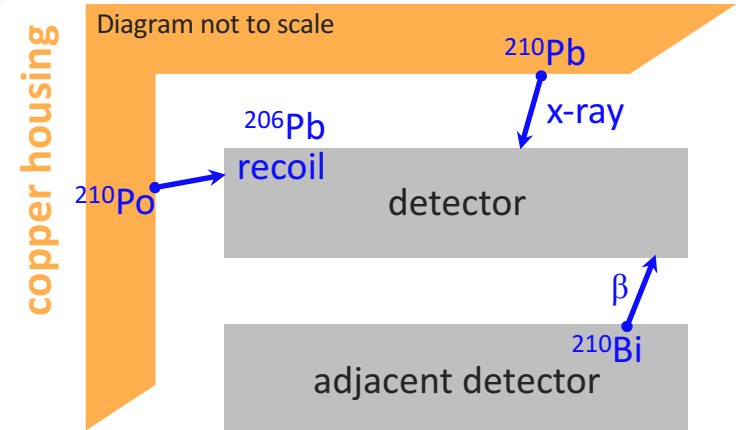 Diagram not to scale
copper housing
²¹⁰Pb
x-ray
²⁰⁶Pb
recoil
²¹⁰Po
detector
β
²¹⁰Bi
adjacent detector